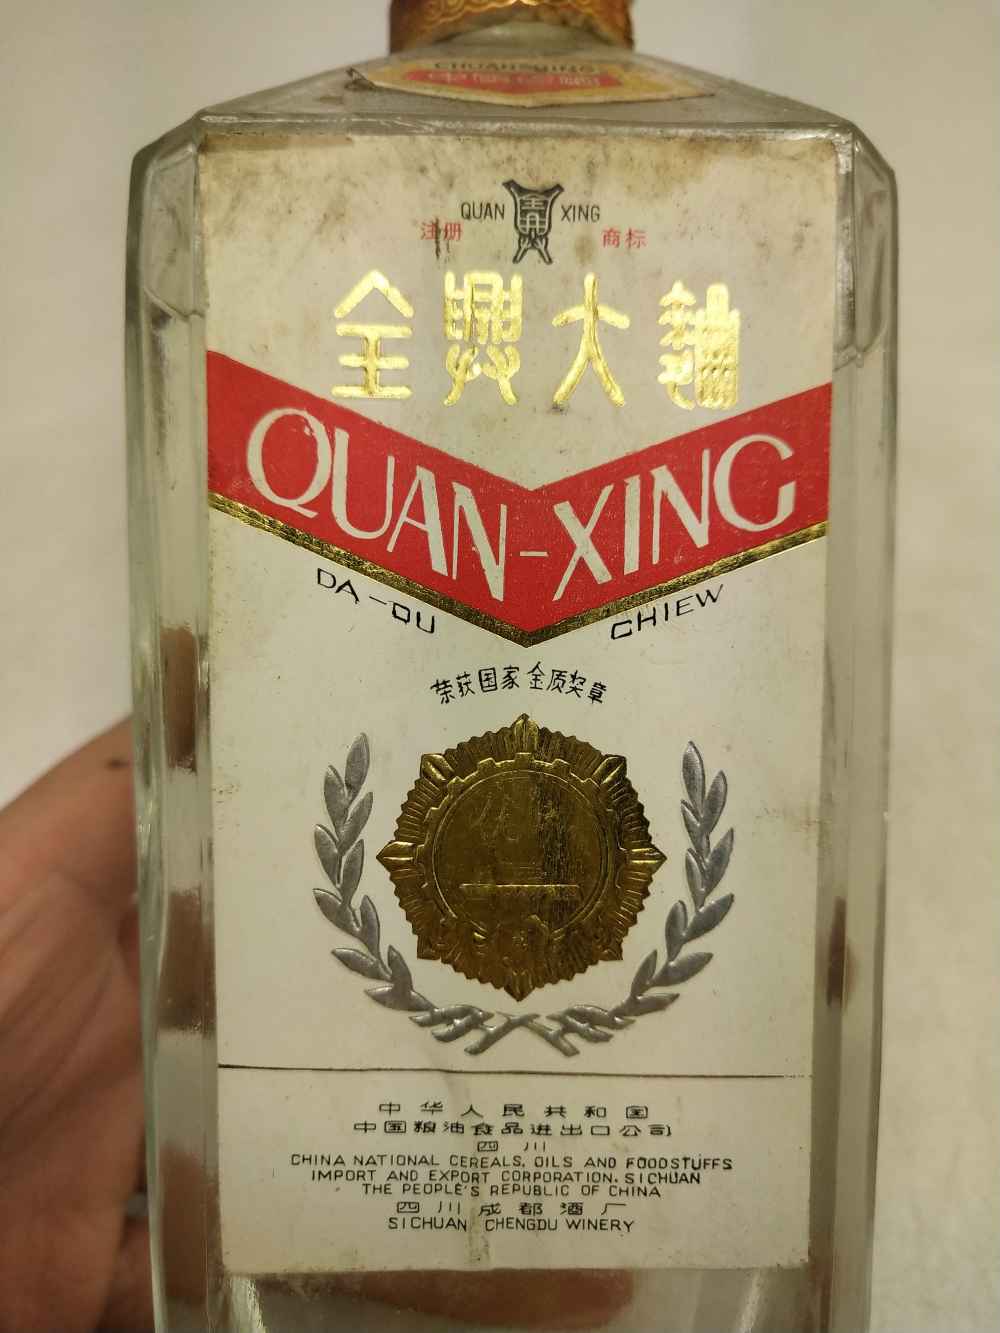 CHUAN-XING
QUAN XING
注册 商标
全興大麯
QUAN-XING
DA-QU CHIEW
荣获国家金质奖章
中华人民共和国
中国粮油食品进出口公司
四川
CHINA NATIONAL CEREALS. OILS AND FOODSTUFFS
IMPORT AND EXPORT CORPORATION. SICHUAN
THE PEOPLE'S REPUBLIC OF CHINA
四川成都酒厂
SICHUAN CHENGDU WINERY